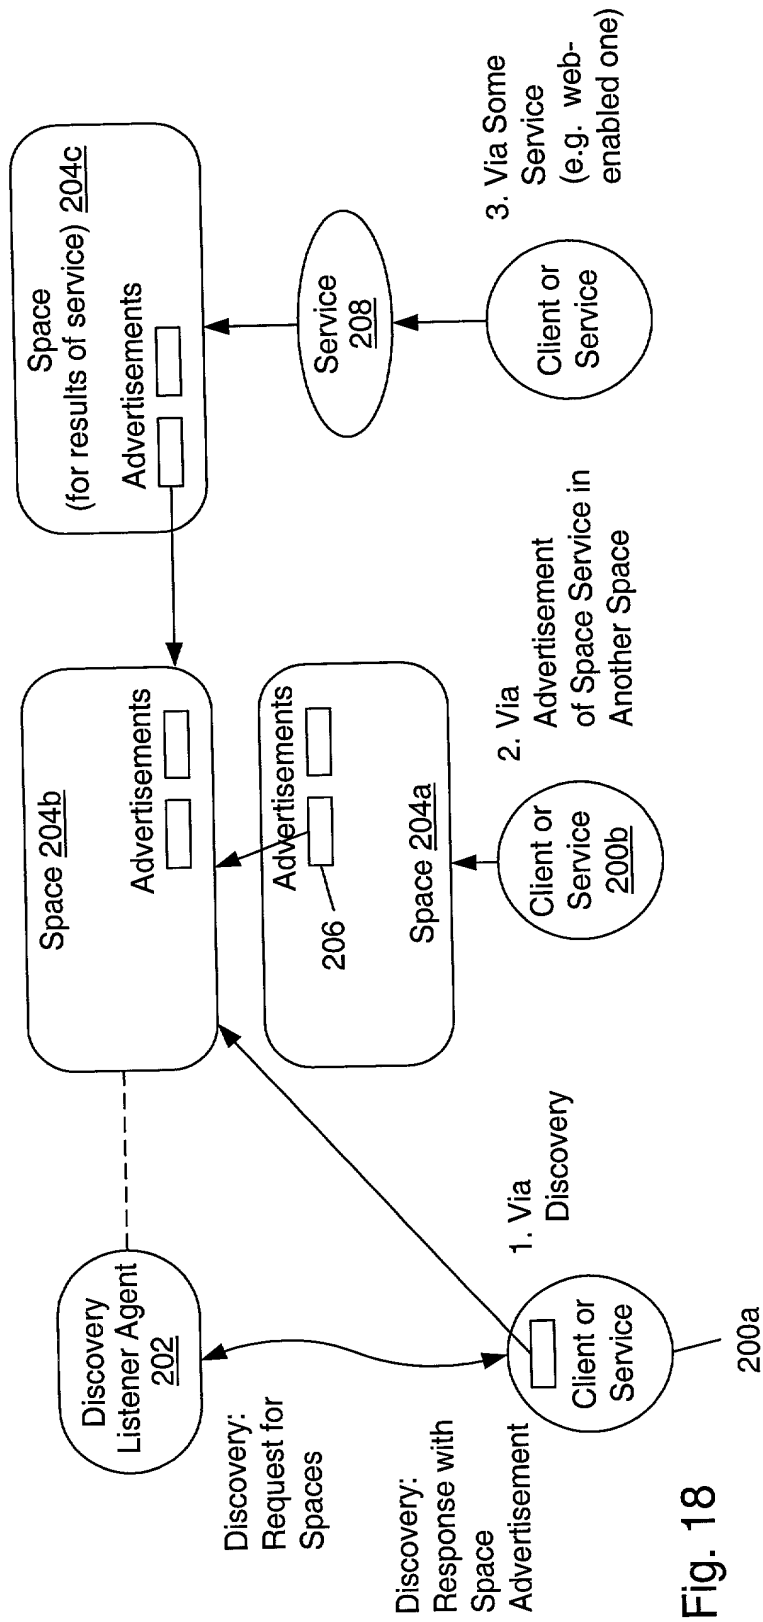 Discovery
Listener Agent
202
Discovery:
Request for
Spaces
Discovery:
Response with
Space
Advertisement
Client or
Service
200a
1. Via
Discovery
Space 204b
Advertisements
Advertisements
206
Space 204a
Client or
Service
200b
2. Via
Advertisement
of Space Service in
Another Space
Space
(for results of service) 204c
Advertisements
Service
208
Client or
Service
3. Via Some
Service
(e.g. web-
enabled one)
Fig. 18